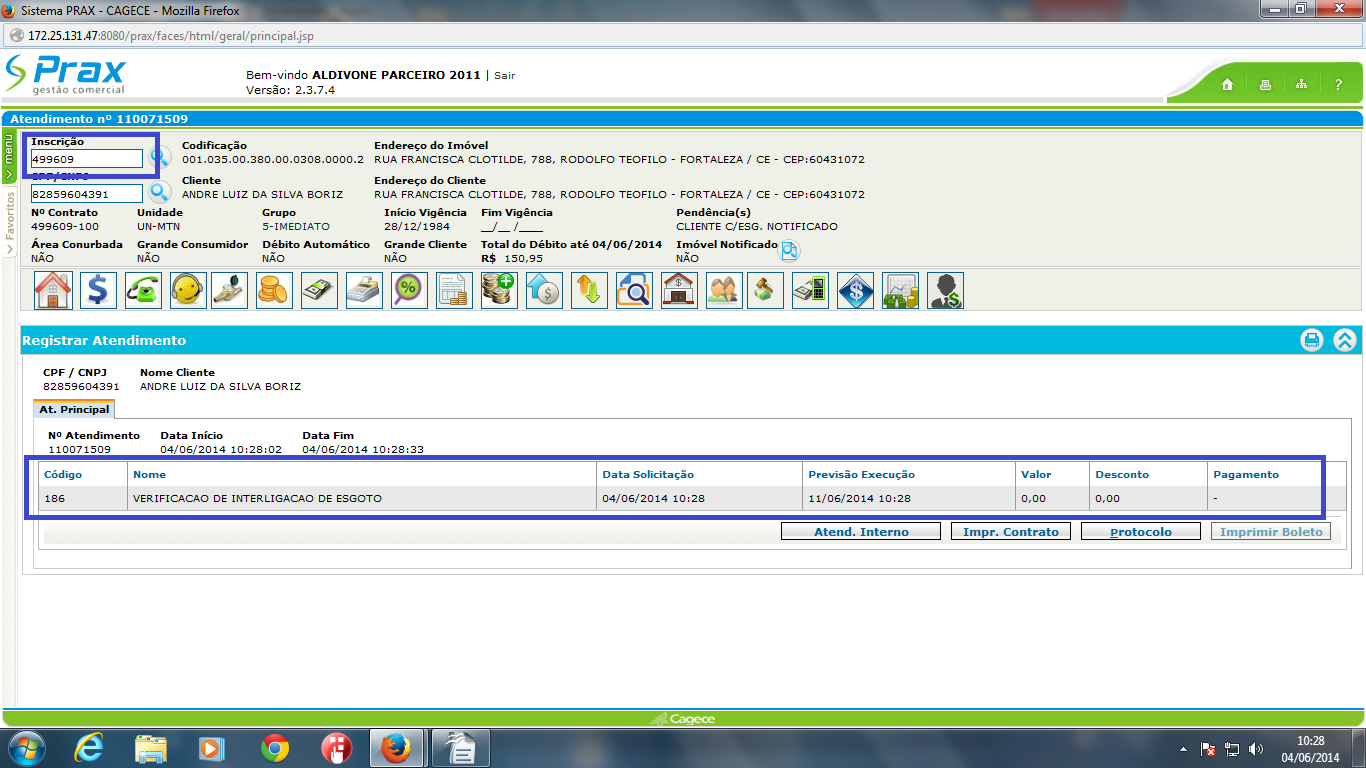 Sistema PRAX - CAGECE - Mozilla Firefox
172.25.131.47:8080/prax/faces/html/geral/principal.jsp
Prax
gestão comercial
Bem-vindo ALDIVONE PARCEIRO 2011 | Sair
Versão: 2.3.7.4
?
Atendimento nº 110071509
menu
Favoritos
Inscrição Codificação Endereço do Imóvel
499609 001.035.00.380.00.0308.0000.2 RUA FRANCISCA CLOTILDE, 788, RODOLFO TEOFILO - FORTALEZA / CE - CEP:60431072
CPF/CNPJ Cliente Endereço do Cliente
82859604391 ANDRE LUIZ DA SILVA BORIZ RUA FRANCISCA CLOTILDE, 788, RODOLFO TEOFILO - FORTALEZA / CE - CEP:60431072
Nº Contrato Unidade Grupo Início Vigência Fim Vigência Pendência(s)
499609-100 UN-MTN 5-IMEDIATO 28/12/1984 __/__ /____ CLIENTE C/ESG. NOTIFICADO
Área Conurbada Grande Consumidor Débito Automático Grande Cliente Total do Débito até 04/06/2014 Imóvel Notificado
NÃO NÃO NÃO NÃO R$ 150,95 NÃO
Registrar Atendimento
CPF / CNPJ Nome Cliente
82859604391 ANDRE LUIZ DA SILVA BORIZ
At. Principal
Nº Atendimento Data Início Data Fim
110071509 04/06/2014 10:28:02 04/06/2014 10:28:33
Código Nome Data Solicitação Previsão Execução Valor Desconto Pagamento
186 VERIFICACAO DE INTERLIGACAO DE ESGOTO 04/06/2014 10:28 11/06/2014 10:28 0,00 0,00 -
Atend. Interno Impr. Contrato Protocolo Imprimir Boleto
Cagece
10:28
04/06/2014